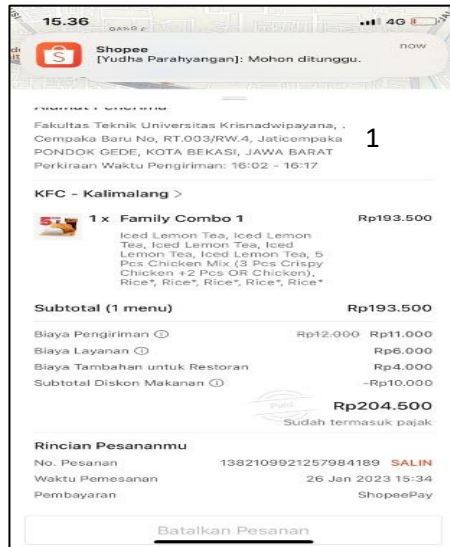 15.36
4G
Shopee
now
[Yudha Parahyangan]: Mohon ditunggu.
Alamat Penerima
Fakultas Teknik Universitas Krisnadwipayana, .
Cempaka Baru No, RT.003/RW.4, Jaticempaka
PONDOK GEDE, KOTA BEKASI, JAWA BARAT
1
Perkiraan Waktu Pengiriman: 16:02 - 16:17
KFC - Kalimalang >
1 x Family Combo 1 Rp193.500
Iced Lemon Tea, Iced Lemon
Tea, Iced Lemon Tea, Iced
Lemon Tea, Iced Lemon Tea, 5
Pcs Chicken Mix (3 Pcs Crispy
Chicken +2 Pcs OR Chicken),
Rice*, Rice*, Rice*, Rice*, Rice*
Subtotal (1 menu) Rp193.500
Biaya Pengiriman Rp12.000 Rp11.000
Biaya Layanan Rp6.000
Biaya Tambahan untuk Restoran Rp4.000
Subtotal Diskon Makanan -Rp10.000
Rp204.500
Sudah termasuk pajak
Rincian Pesananmu
No. Pesanan 1382109921257984189 SALIN
Waktu Pemesanan 26 Jan 2023 15:34
Pembayaran ShopeePay
Batalkan Pesanan